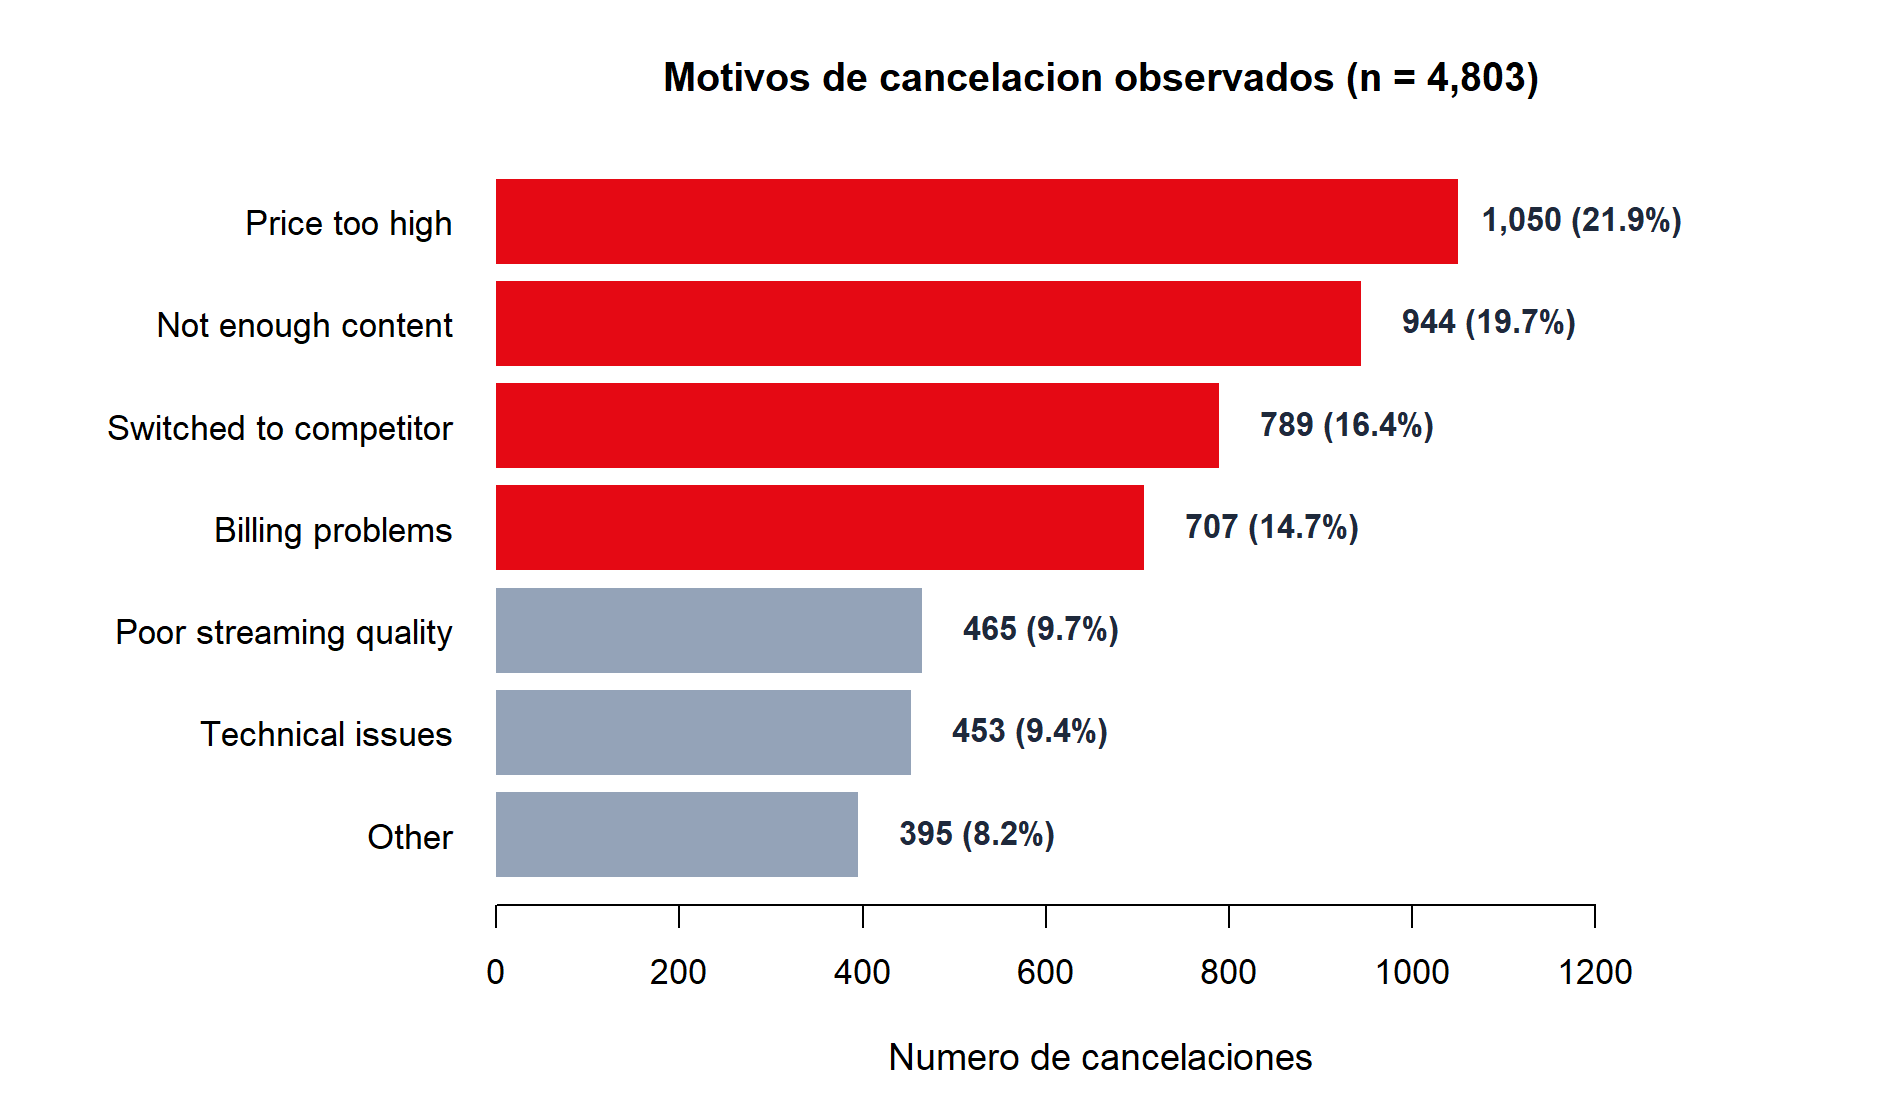 Motivos de cancelacion observados (n = 4,803)
Price too high 1,050 (21.9%)
Not enough content 944 (19.7%)
Switched to competitor 789 (16.4%)
Billing problems 707 (14.7%)
Poor streaming quality 465 (9.7%)
Technical issues 453 (9.4%)
Other 395 (8.2%)
0 200 400 600 800 1000 1200
Numero de cancelaciones